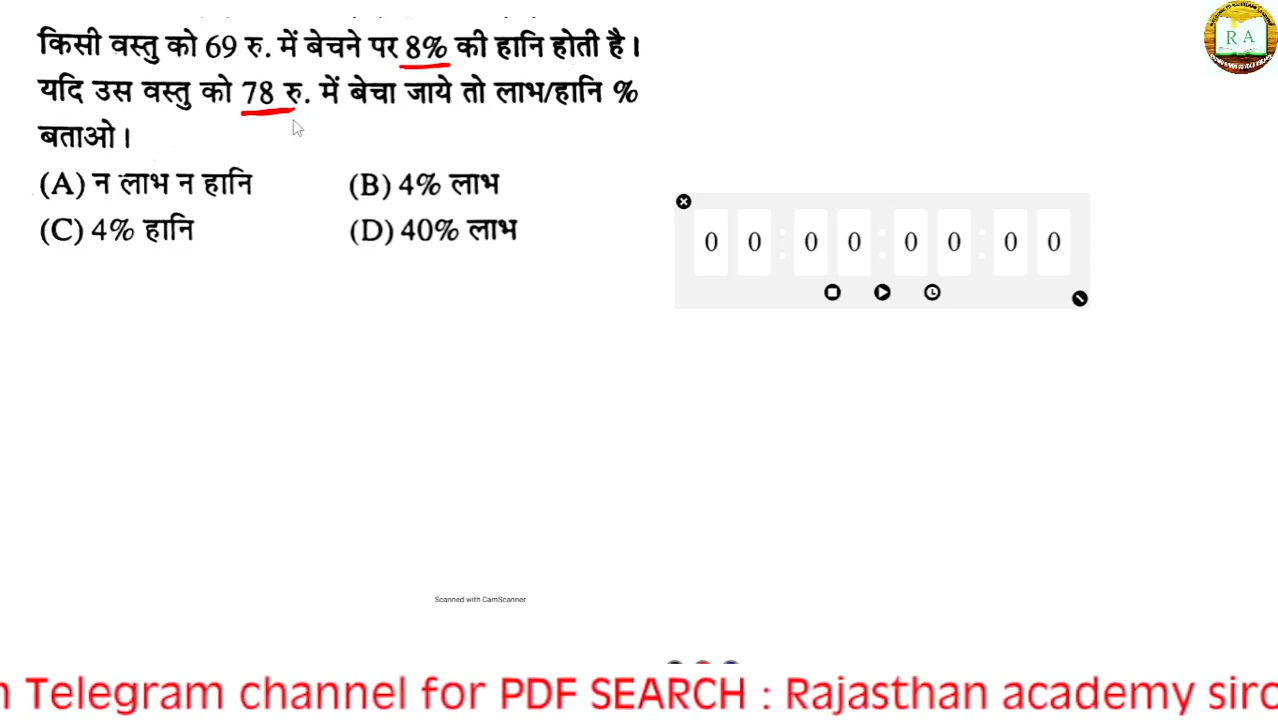 किसी वस्तु को 69 रु. में बेचने पर 8% की हानि होती है।
यदि उस वस्तु को 78 रु. में बेचा जाये तो लाभ/हानि %
बताओ।
(A) न लाभ न हानि (B) 4% लाभ
(C) 4% हानि (D) 40% लाभ
R A
0 0 : 0 0 : 0 0 : 0 0
Scanned with CamScanner
Telegram channel for PDF SEARCH : Rajasthan academy